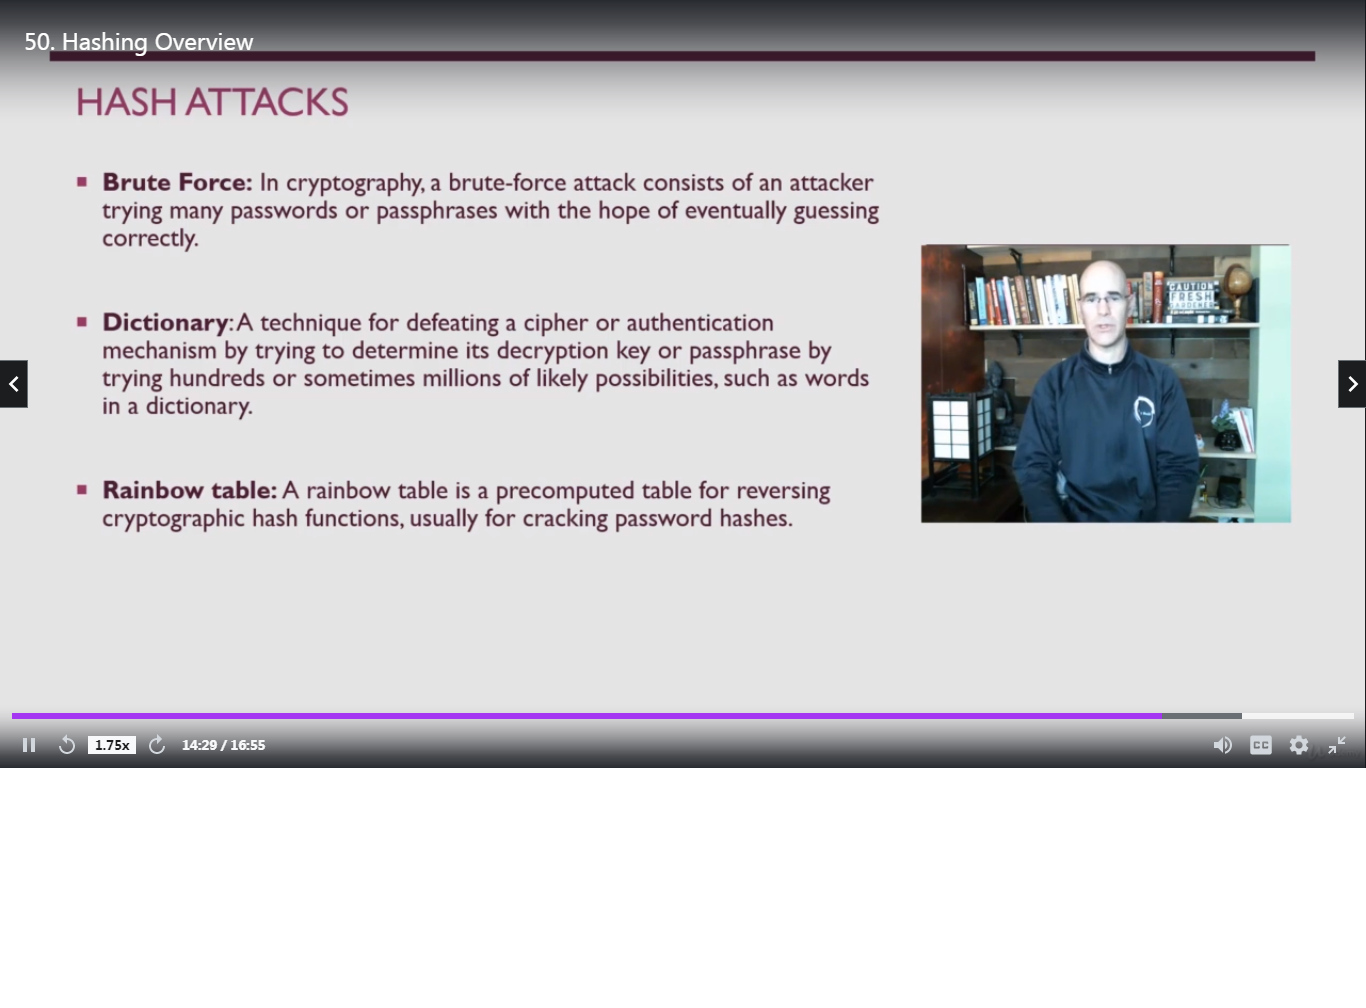 50. Hashing Overview
HASH ATTACKS
Brute Force: In cryptography, a brute-force attack consists of an attacker
trying many passwords or passphrases with the hope of eventually guessing
correctly.
Dictionary: A technique for defeating a cipher or authentication
mechanism by trying to determine its decryption key or passphrase by
trying hundreds or sometimes millions of likely possibilities, such as words
in a dictionary.
Rainbow table: A rainbow table is a precomputed table for reversing
cryptographic hash functions, usually for cracking password hashes.
CAUTION
FRESH
GARDENER
1.75x
14:29 / 16:55
CC